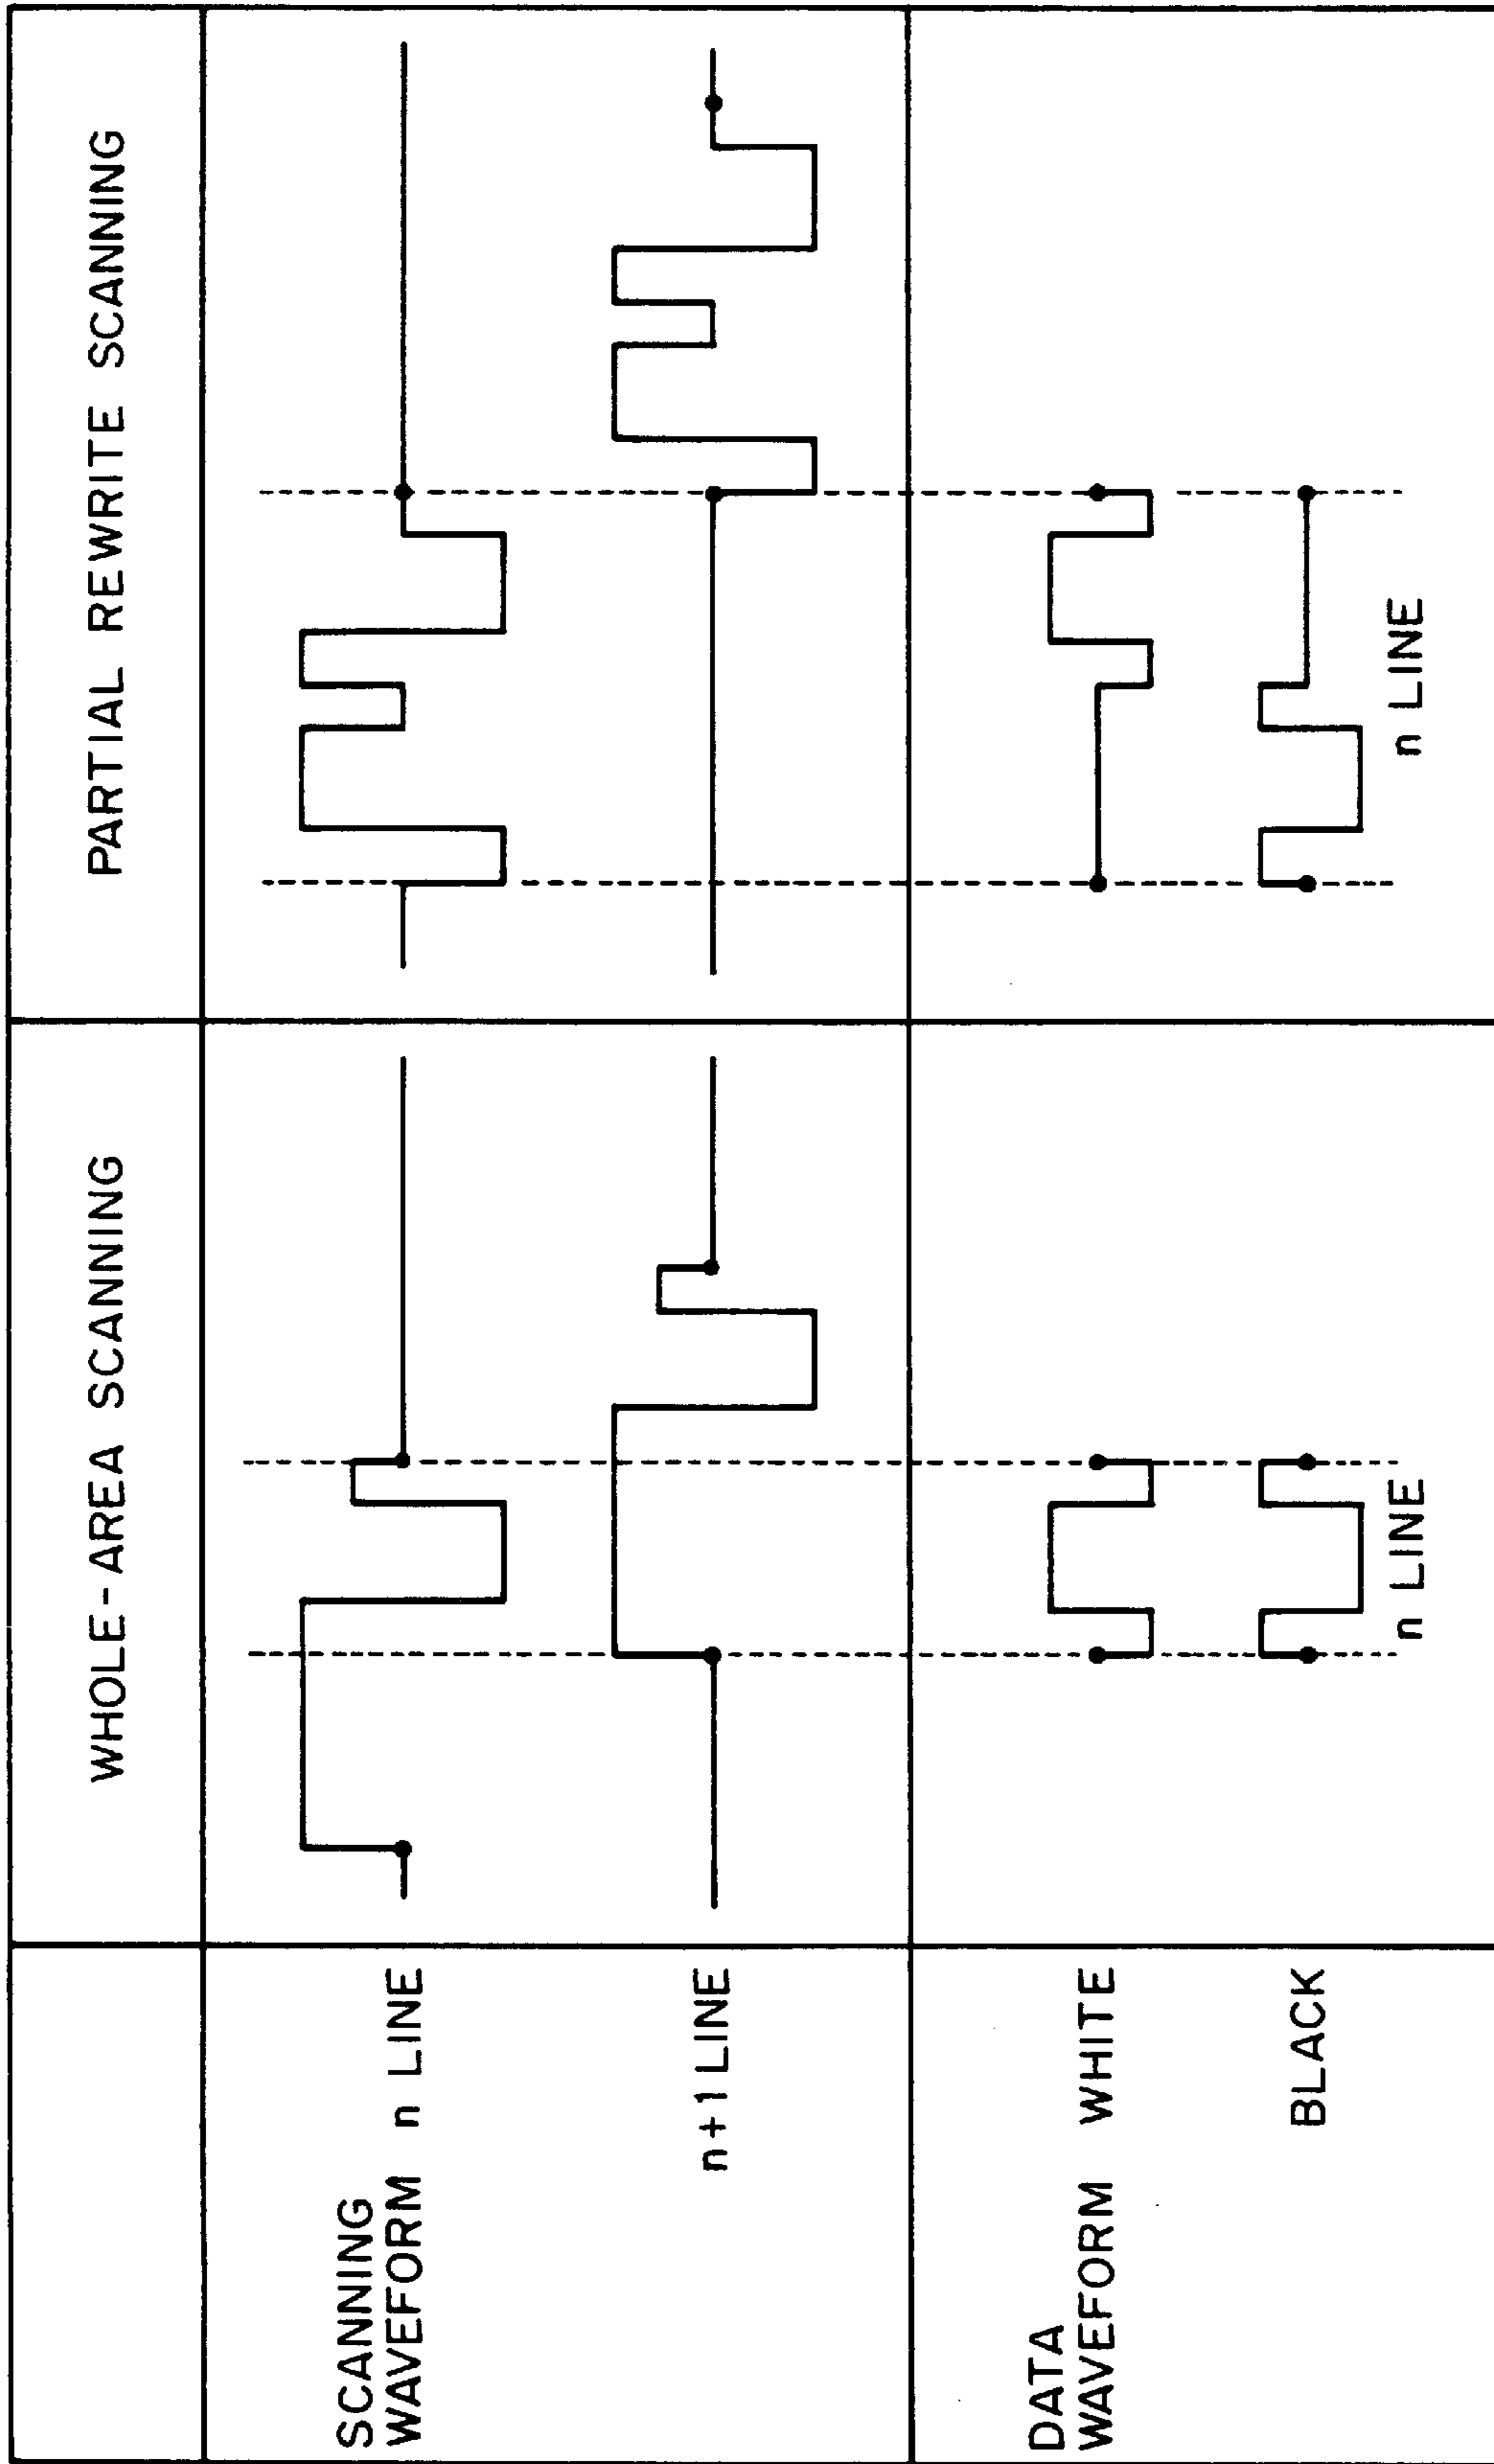 WHOLE-AREA SCANNING
PARTIAL REWRITE SCANNING
SCANNING
WAVEFORM n LINE
n+1 LINE
DATA
WAVEFORM WHITE
BLACK
n LINE
n LINE